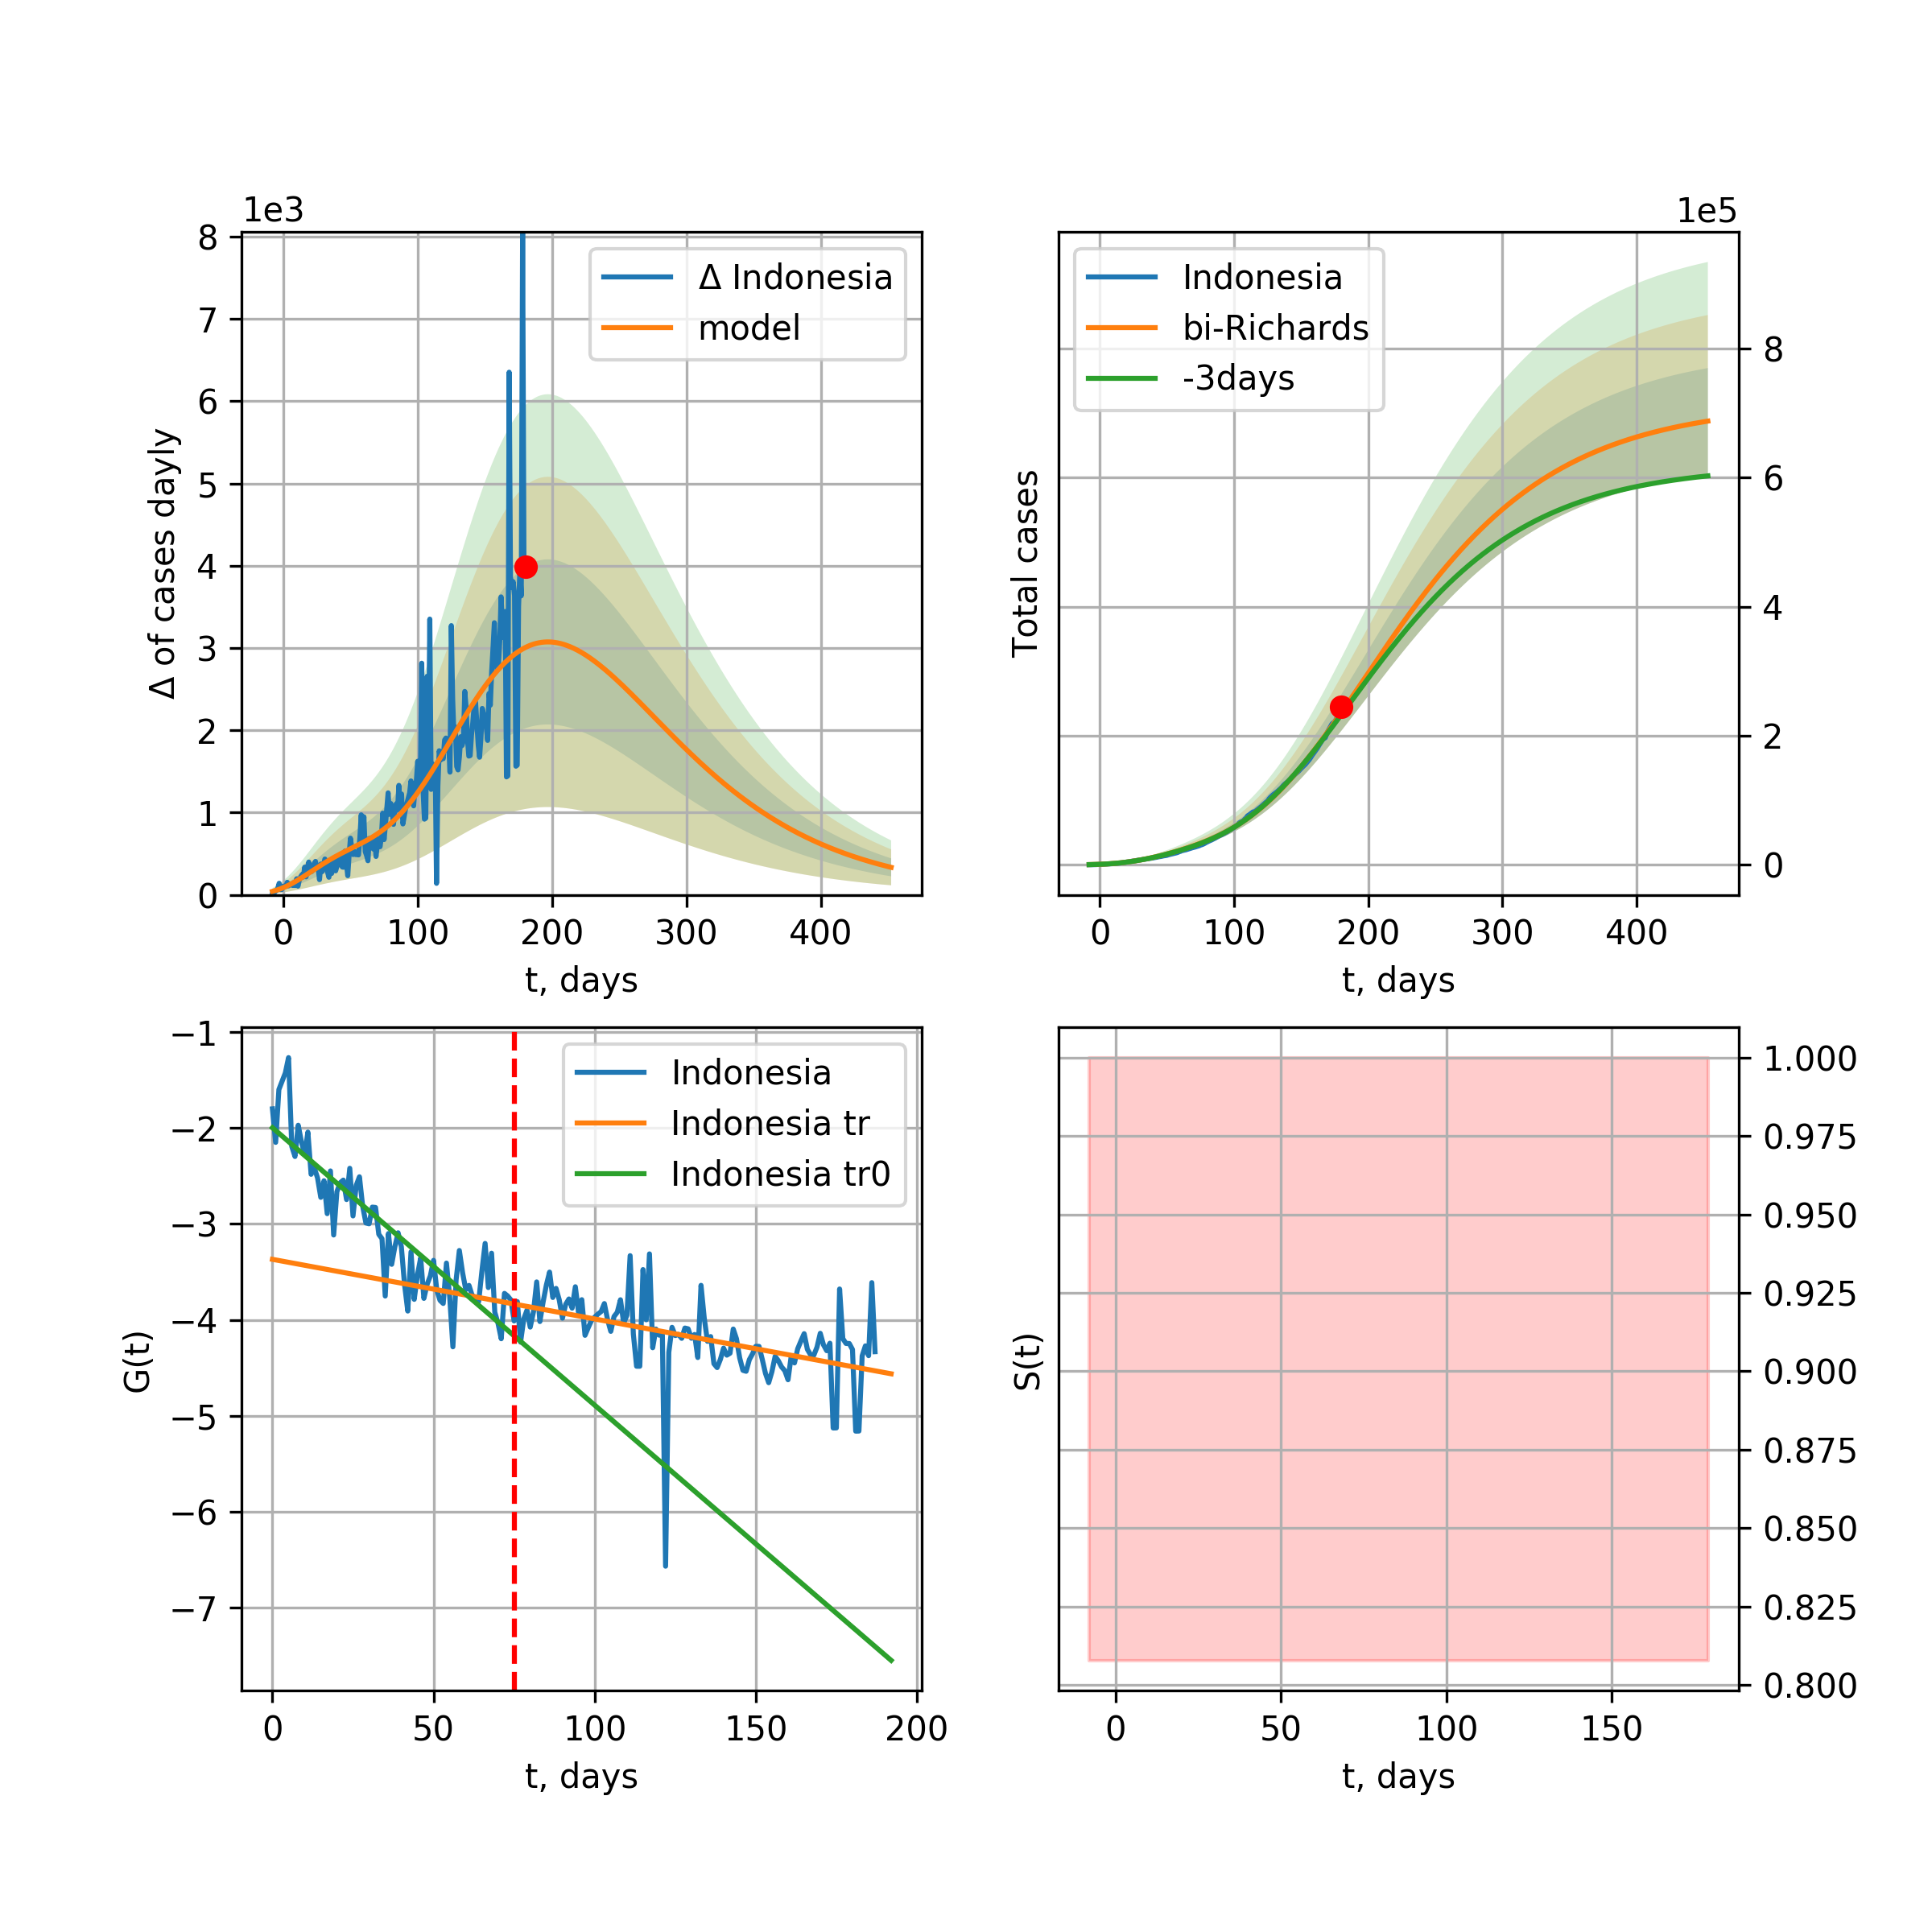 1e3
8
7
6
5
4
3
2
1
0
Δ of cases dayly
Δ Indonesia
model
0 100 200 300 400
t, days
1e5
Indonesia
bi-Richards
-3days
Total cases
8
6
4
2
0
0 100 200 300 400
t, days
−1
−2
−3
−4
−5
−6
−7
G(t)
Indonesia
Indonesia tr
Indonesia tr0
0 50 100 150 200
t, days
S(t)
1.000
0.975
0.950
0.925
0.900
0.875
0.850
0.825
0.800
0 50 100 150
t, days